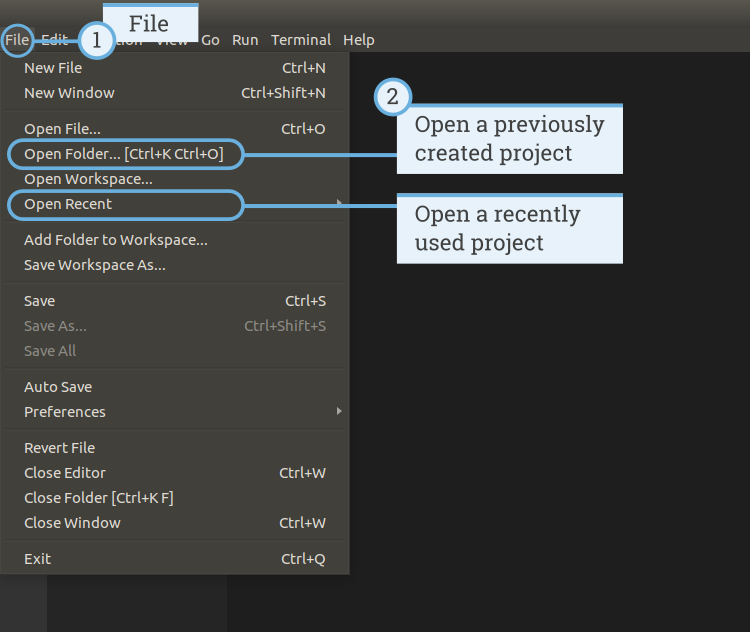 File
File Edit View Go Run Terminal Help
1
New File Ctrl+N
New Window Ctrl+Shift+N
2
Open File... Ctrl+O
Open a previously
created project
Open Folder... [Ctrl+K Ctrl+O]
Open Workspace...
Open Recent
Open a recently
used project
Add Folder to Workspace...
Save Workspace As...
Save Ctrl+S
Save As... Ctrl+Shift+S
Save All
Auto Save
Preferences
Revert File
Close Editor Ctrl+W
Close Folder [Ctrl+K F]
Close Window Ctrl+W
Exit Ctrl+Q